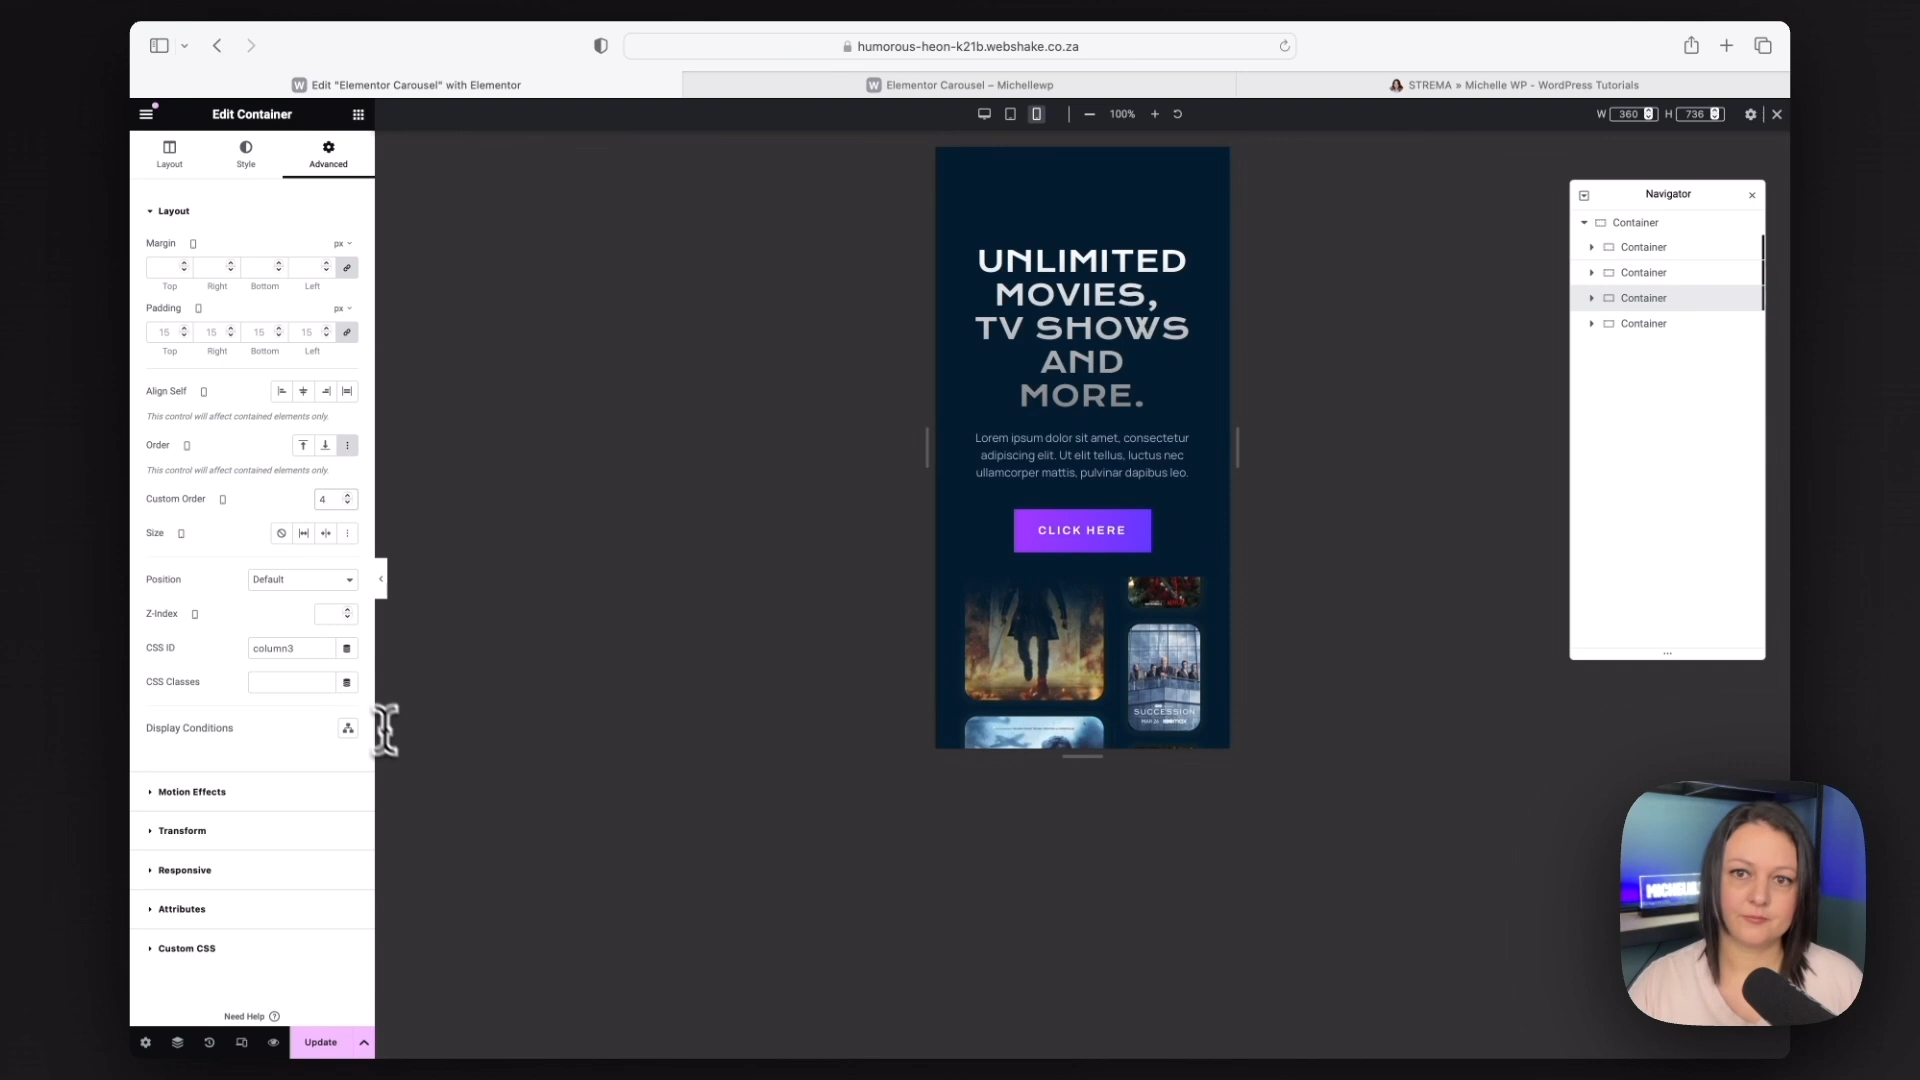 humorous-heon-k21b.webshake.co.za
Edit "Elementor Carousel" with Elementor
Elementor Carousel – Michellewp
STREMA » Michelle WP - WordPress Tutorials
Edit Container
100%
W 360 H 736
Layout
Style
Advanced
Layout
Margin px
Top Right Bottom Left
Padding px
15 15 15 15
Top Right Bottom Left
Align Self
This control will affect contained elements only.
Order
This control will affect contained elements only.
Custom Order 4
Size
Position Default
Z-Index
CSS ID column3
CSS Classes
Display Conditions
Motion Effects
Transform
Responsive
Attributes
Custom CSS
Need Help
Update
UNLIMITED
MOVIES,
TV SHOWS
AND
MORE.
Lorem ipsum dolor sit amet, consectetur
adipiscing elit. Ut elit tellus, luctus nec
ullamcorper mattis, pulvinar dapibus leo.
CLICK HERE
SUCCESSION
Navigator
Container
Container
Container
Container
Container